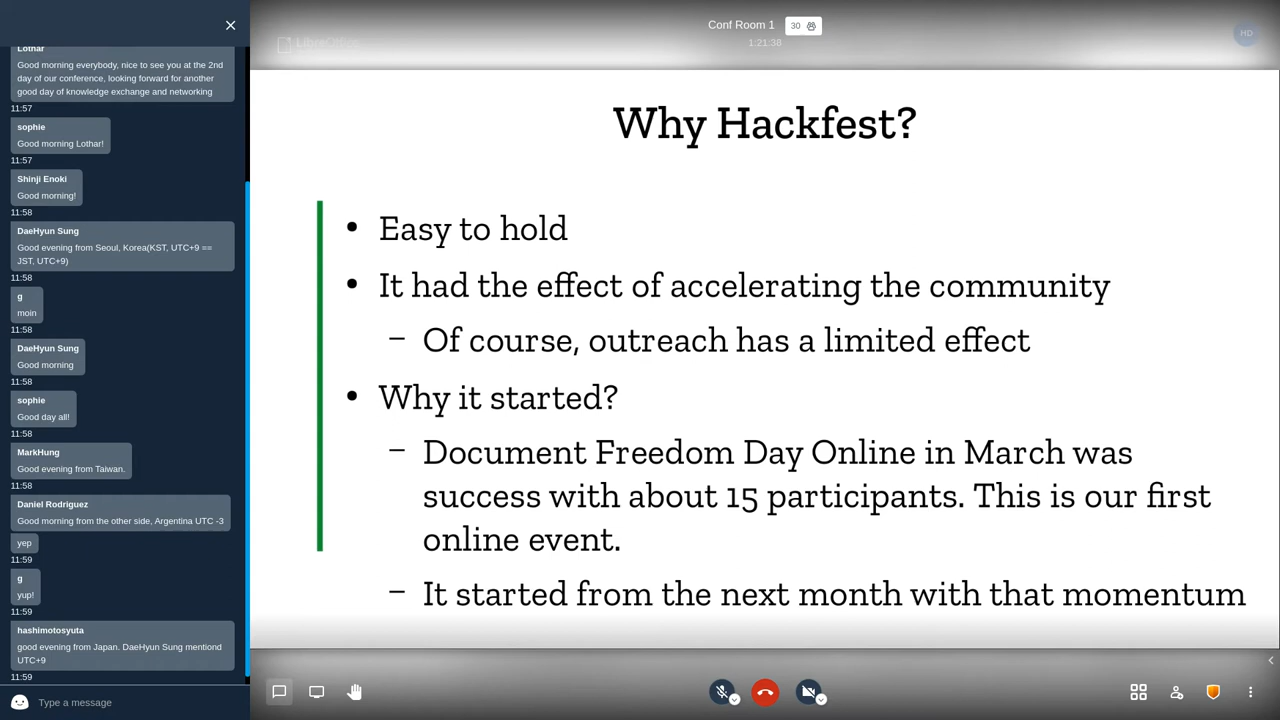 Lothar
Good morning everybody, nice to see you at the 2nd
day of our conference, looking forward for another
good day of knowledge exchange and networking
11:57
sophie
Good morning Lothar!
11:57
Shinji Enoki
Good morning!
11:58
DaeHyun Sung
Good evening from Seoul, Korea(KST, UTC+9 ==
JST, UTC+9)
11:58
g
moin
11:58
DaeHyun Sung
Good morning
11:58
sophie
Good day all!
11:58
MarkHung
Good evening from Taiwan.
11:58
Daniel Rodriguez
Good morning from the other side, Argentina UTC -3
yep
11:59
g
yup!
11:59
hashimotosyuta
good evening from Japan. DaeHyun Sung mentiond
UTC+9
11:59
Type a message
Conf Room 1
30
1:21:38
HD
Why Hackfest?
• Easy to hold
• It had the effect of accelerating the community
– Of course, outreach has a limited effect
• Why it started?
– Document Freedom Day Online in March was
success with about 15 participants. This is our first
online event.
– It started from the next month with that momentum